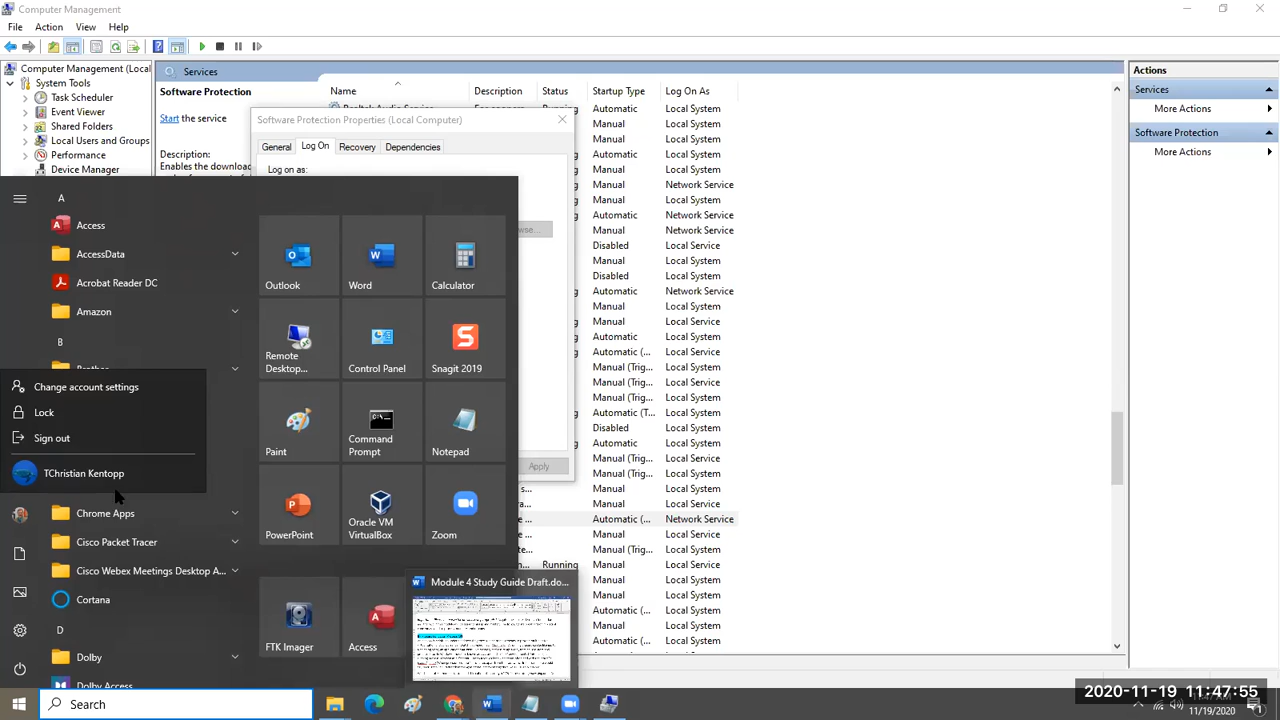 Computer Management
File Action View Help
Computer Management (Local
System Tools
Task Scheduler
Event Viewer
Shared Folders
Local Users and Groups
Performance
Device Manager
Services
Software Protection
Start the service
Description:
Enables the download
Name Description Status Startup Type Log On As
Realtek Audio Service Running Automatic Local System
Manual Local System
Manual Local System
Automatic Local System
Manual Local System
Manual Network Service
Manual Local System
Automatic Network Service
Manual Network Service
Disabled Local Service
Manual Local System
Disabled Local System
Automatic Network Service
Manual Local System
Manual Local Service
Automatic Local System
Automatic (... Local Service
Manual (Trig... Local System
Manual (Trig... Local Service
Automatic (T... Local System
Disabled Local Service
Automatic Local System
Manual Local Service
Manual (Trig... Local System
Manual Local System
Manual Local Service
Automatic (... Network Service
Manual Local System
Manual (Trig... Local Service
Running Manual Local Service
Manual Local System
Manual Local System
Automatic Local System
Automatic Local Service
Automatic Local System
Software Protection Properties (Local Computer)
General Log On Recovery Dependencies
Log on as:
Apply
Actions
Services
More Actions
Software Protection
More Actions
A
Access
AccessData
Acrobat Reader DC
Amazon
B
Brother
Change account settings
Lock
Sign out
TChristian Kentopp
Chrome Apps
Cisco Packet Tracer
Cisco Webex Meetings Desktop A...
Cortana
D
Dolby
Dolby Access
Outlook Word Calculator
Remote Desktop... Control Panel Snagit 2019
Paint Command Prompt Notepad
PowerPoint Oracle VM VirtualBox Zoom
FTK Imager Access
Module 4 Study Guide Draft.do...
Search
2020-11-19 11:47:55
11/19/2020